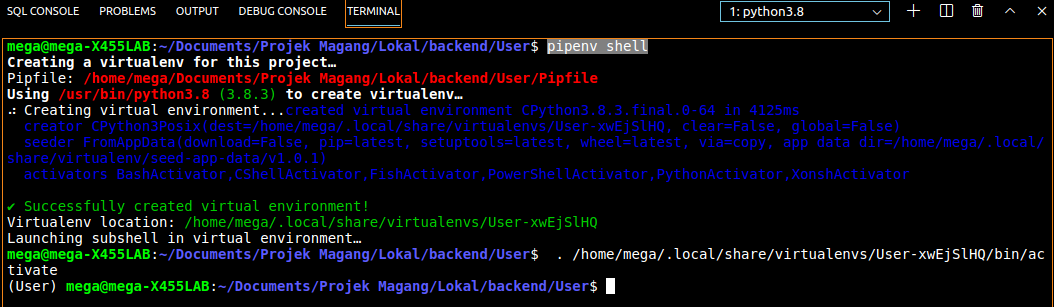 SQL CONSOLE PROBLEMS OUTPUT DEBUG CONSOLE TERMINAL 1: python3.8
mega@mega-X455LAB:~/Documents/Projek Magang/Lokal/backend/User$ pipenv shell
Creating a virtualenv for this project…
Pipfile: /home/mega/Documents/Projek Magang/Lokal/backend/User/Pipfile
Using /usr/bin/python3.8 (3.8.3) to create virtualenv…
⠴ Creating virtual environment...created virtual environment CPython3.8.3.final.0-64 in 4125ms
  creator CPython3Posix(dest=/home/mega/.local/share/virtualenvs/User-xwEjSlHQ, clear=False, global=False)
  seeder FromAppData(download=False, pip=latest, setuptools=latest, wheel=latest, via=copy, app_data_dir=/home/mega/.local/
share/virtualenv/seed-app-data/v1.0.1)
  activators BashActivator,CShellActivator,FishActivator,PowerShellActivator,PythonActivator,XonshActivator
✔ Successfully created virtual environment!
Virtualenv location: /home/mega/.local/share/virtualenvs/User-xwEjSlHQ
Launching subshell in virtual environment…
mega@mega-X455LAB:~/Documents/Projek Magang/Lokal/backend/User$  . /home/mega/.local/share/virtualenvs/User-xwEjSlHQ/bin/ac
tivate
(User) mega@mega-X455LAB:~/Documents/Projek Magang/Lokal/backend/User$